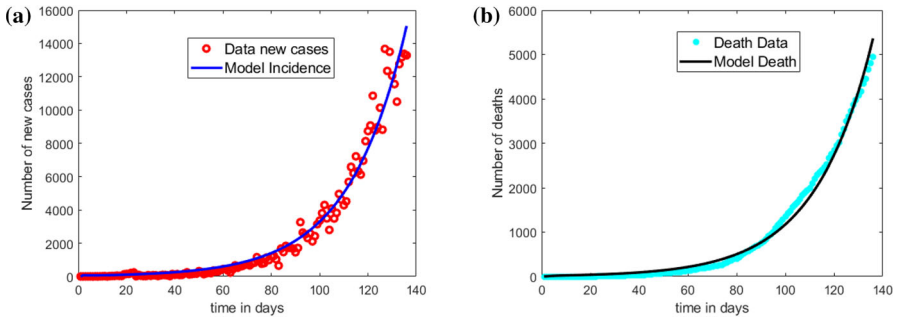 (a)
16000
14000
12000
10000
8000
6000
4000
2000
0
Number of new cases
Data new cases
Model Incidence
0 20 40 60 80 100 120 140
time in days
(b)
6000
5000
4000
3000
2000
1000
0
Number of deaths
Death Data
Model Death
0 20 40 60 80 100 120 140
time in days